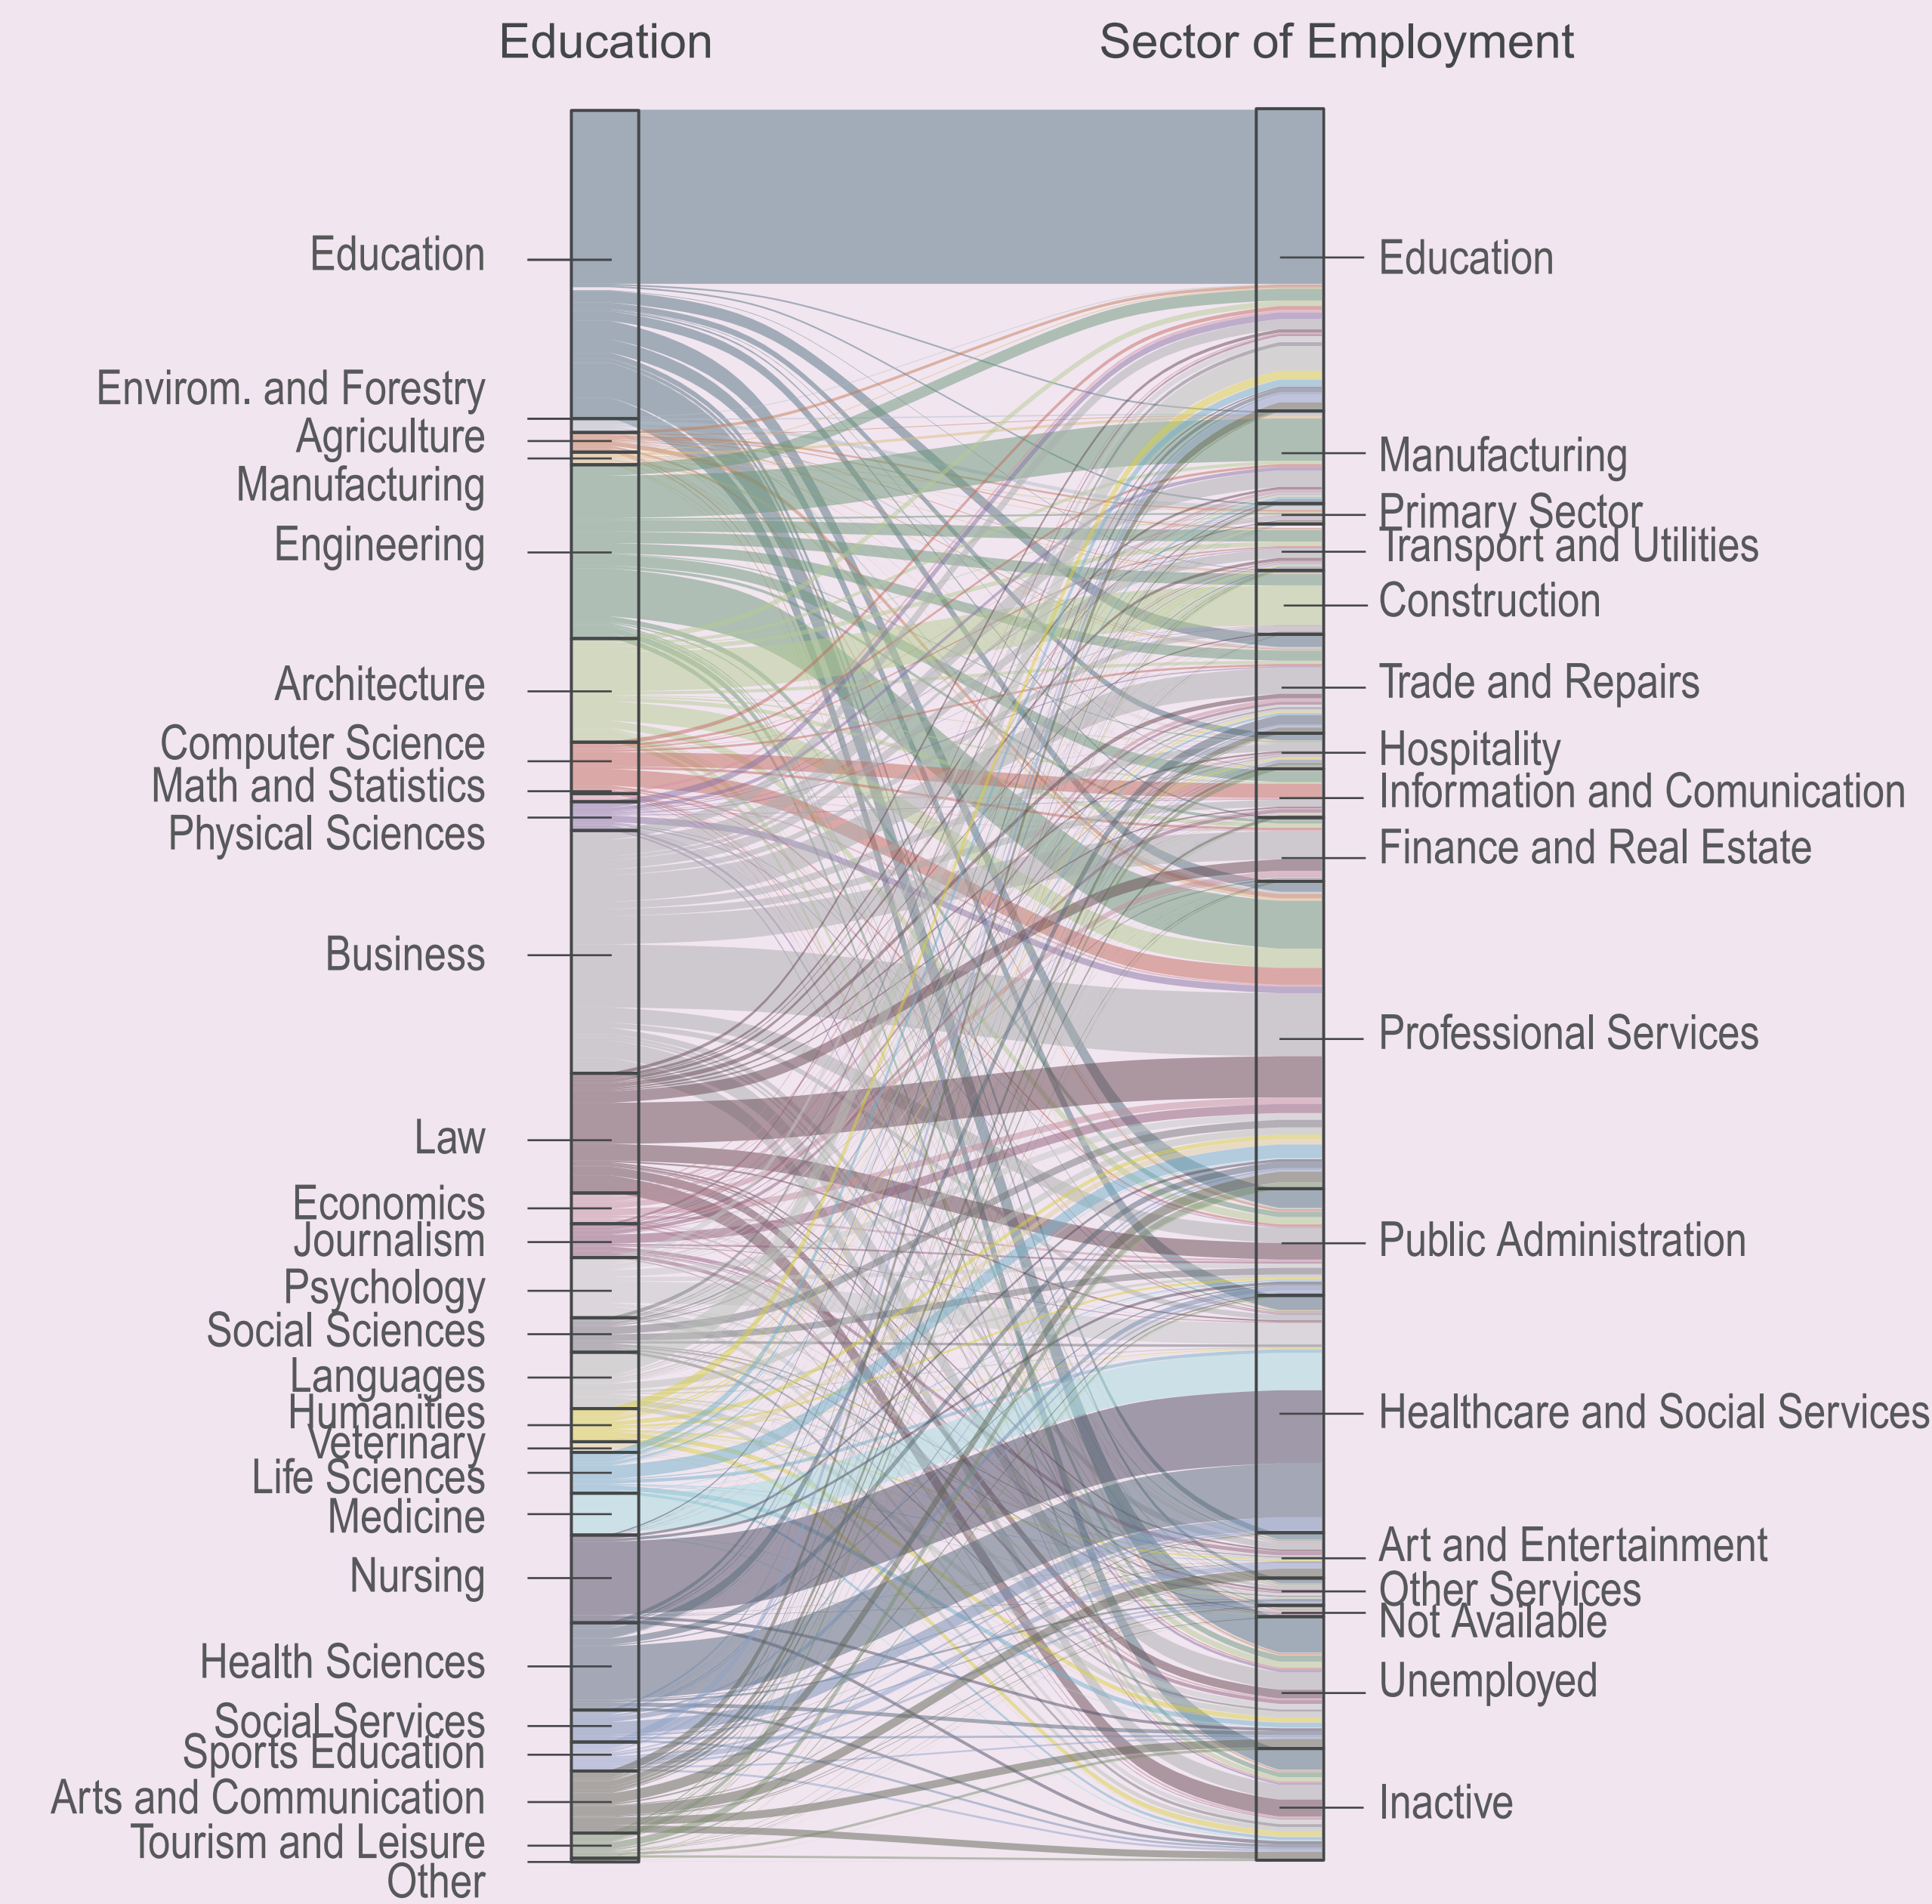 Education
Sector of Employment
Education
Envirom. and Forestry
Agriculture
Manufacturing
Engineering
Architecture
Computer Science
Math and Statistics
Physical Sciences
Business
Law
Economics
Journalism
Psychology
Social Sciences
Languages
Humanities
Veterinary
Life Sciences
Medicine
Nursing
Health Sciences
Social Services
Sports Education
Arts and Communication
Tourism and Leisure
Other
Education
Manufacturing
Primary Sector
Transport and Utilities
Construction
Trade and Repairs
Hospitality
Information and Comunication
Finance and Real Estate
Professional Services
Public Administration
Healthcare and Social Services
Art and Entertainment
Other Services
Not Available
Unemployed
Inactive